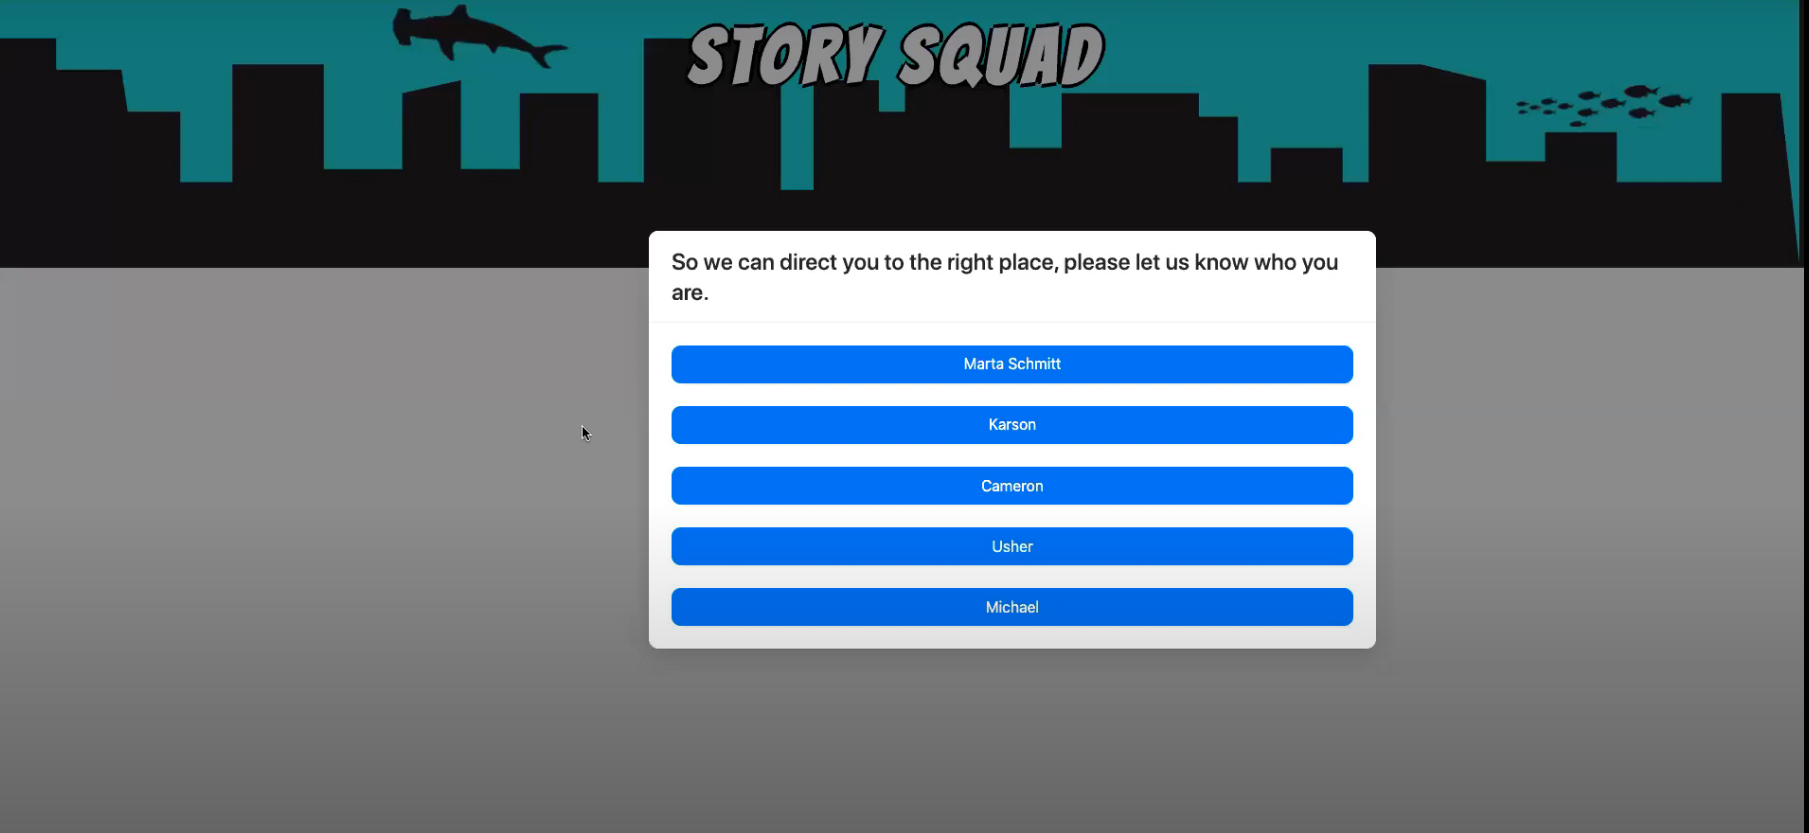 STORY SQUAD
So we can direct you to the right place, please let us know who you
are.
Marta Schmitt
Karson
Cameron
Usher
Michael